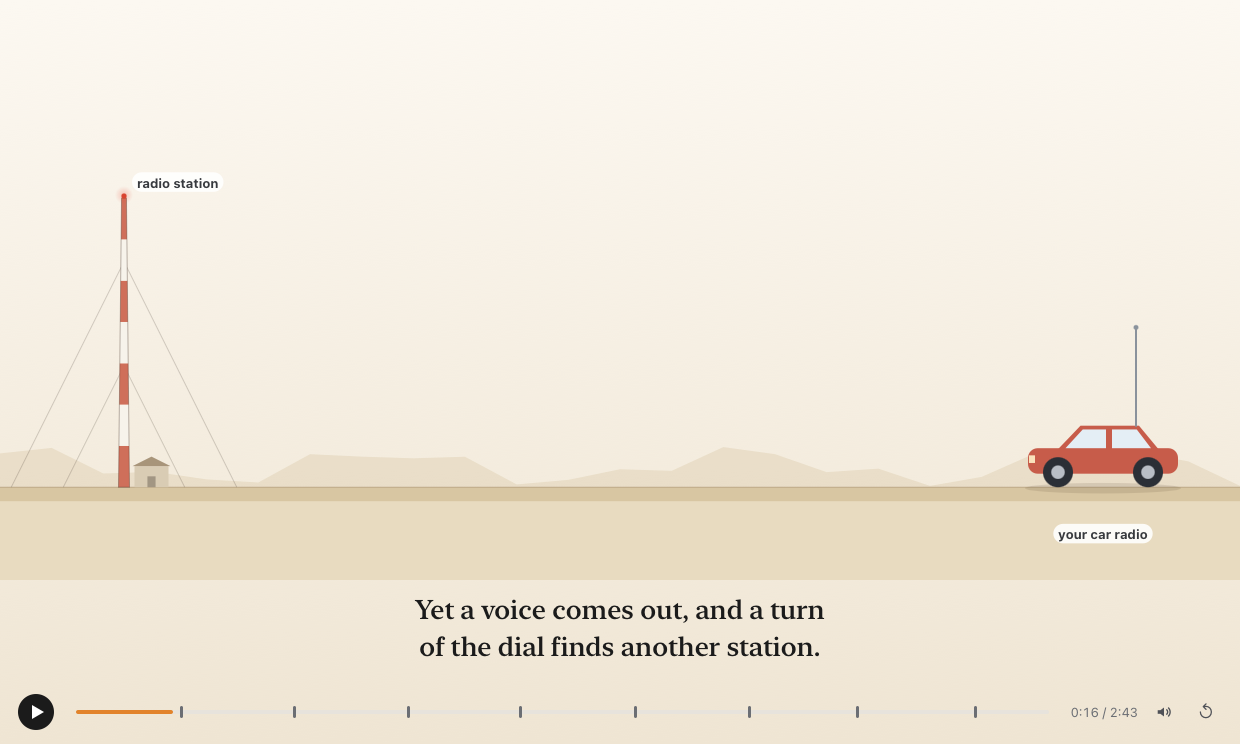 radio station
your car radio
Yet a voice comes out, and a turn
of the dial finds another station.
0:16 / 2:43